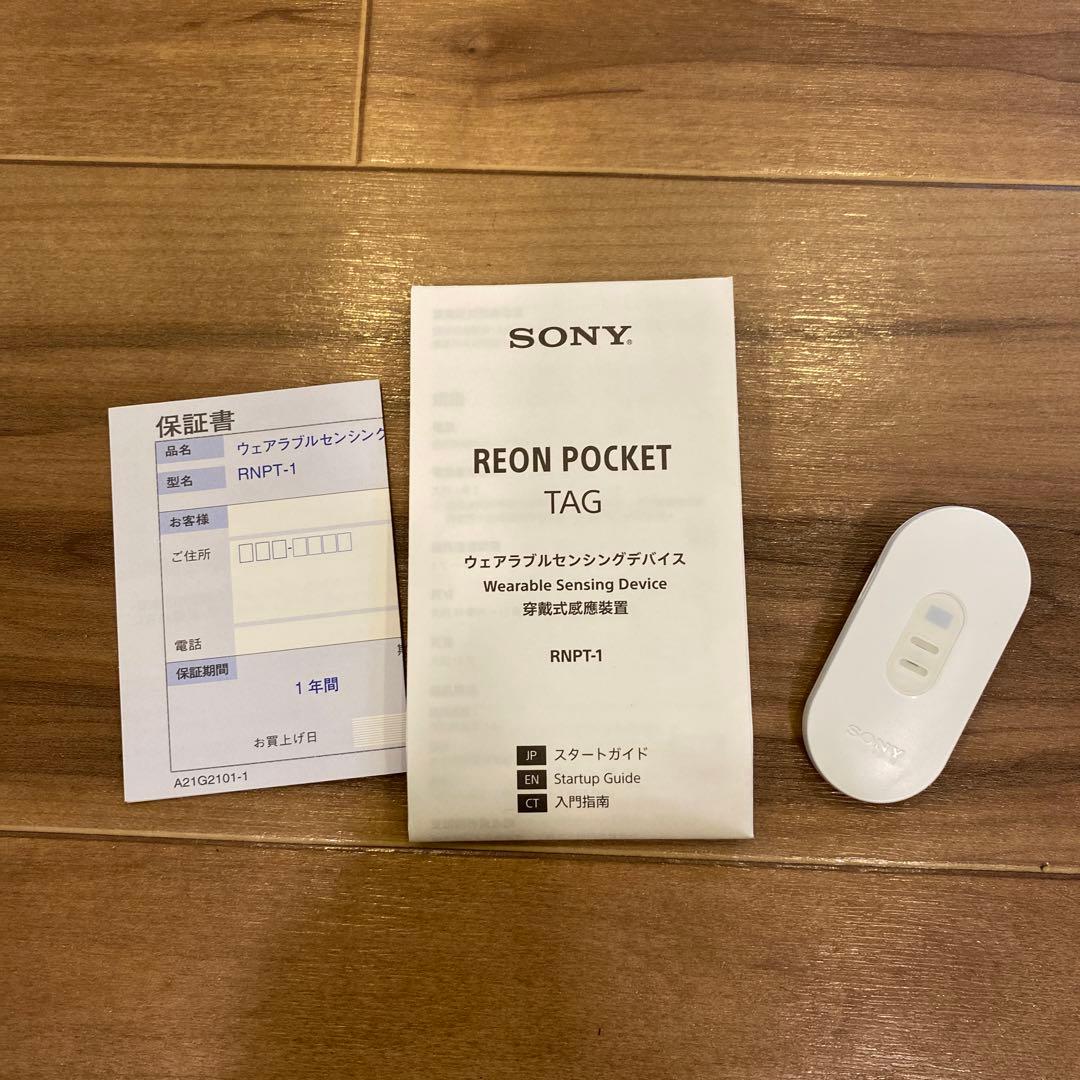 保証書
品名 ウェアラブルセンシング
型名 RNPT-1
お客様
ご住所
電話
保証期間 1年間
お買上げ日
A21G2101-1
SONY®
REON POCKET
TAG
ウェアラブルセンシングデバイス
Wearable Sensing Device
穿戴式感應裝置
RNPT-1
JP スタートガイド
EN Startup Guide
CT 入門指南
SONY